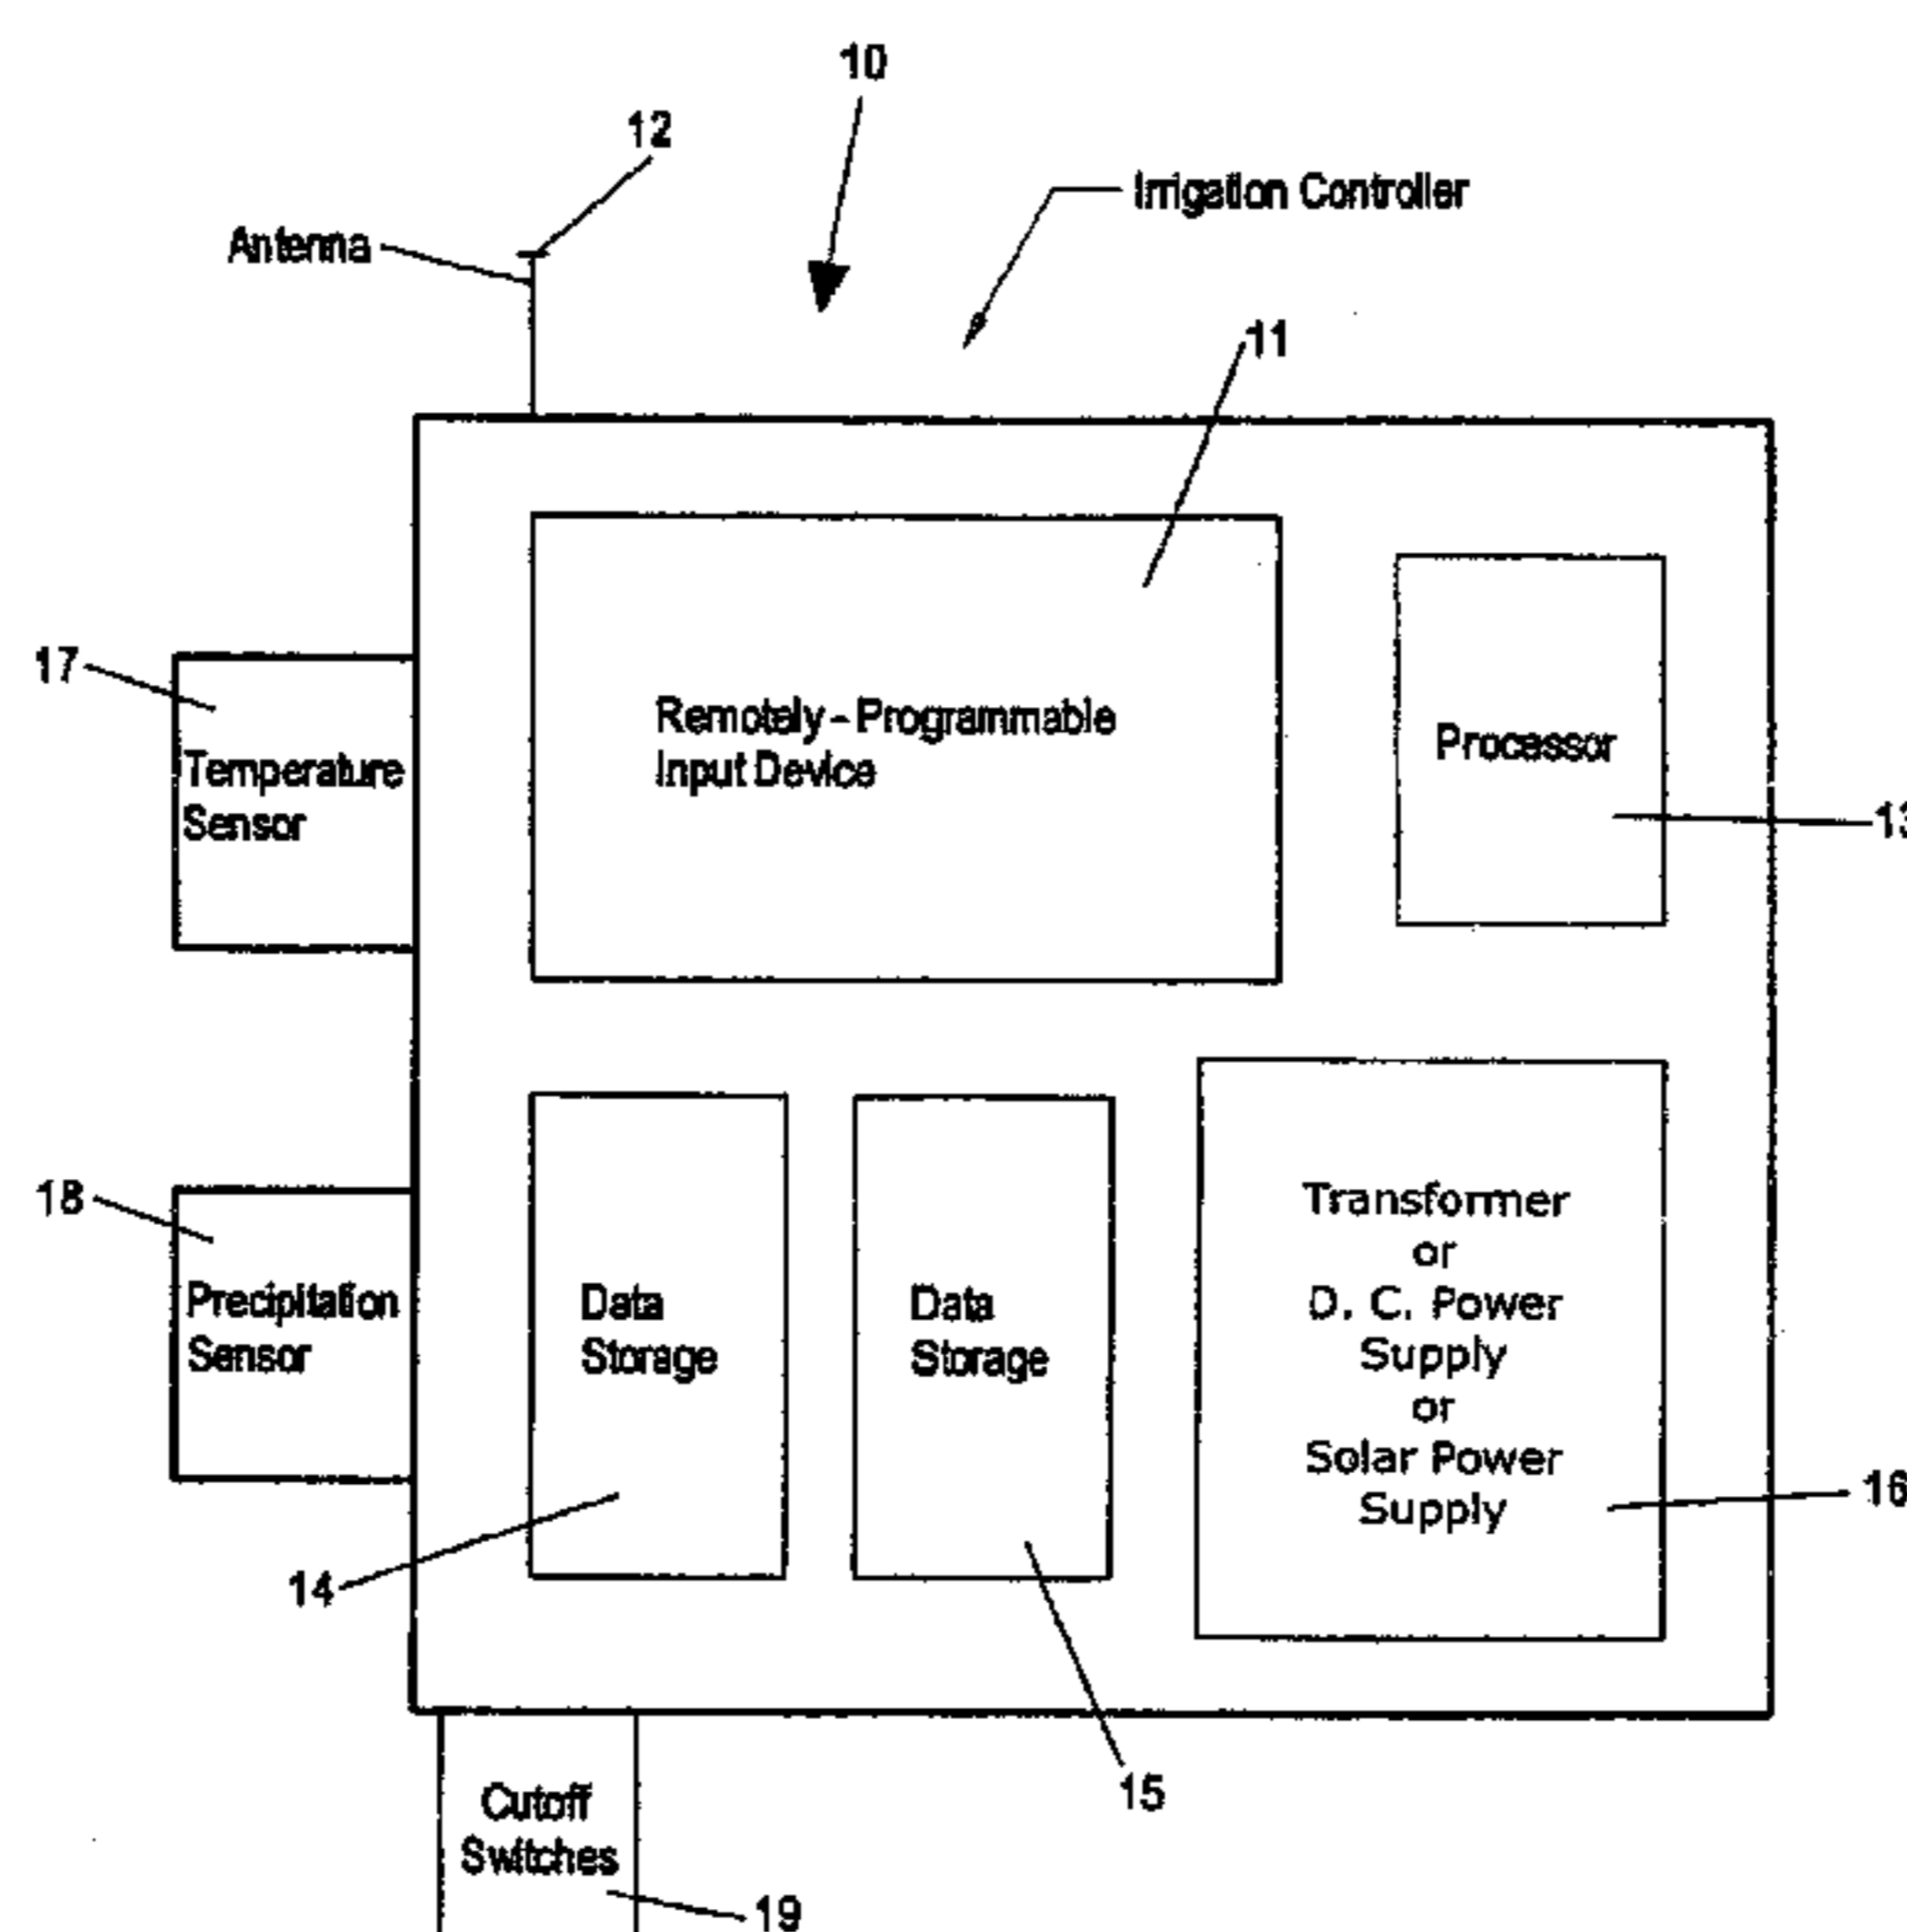 10
12
Irrigation Controller
Antenna
11
17
Remotely - Programmable
Input Device
Processor
Temperature
Sensor
13
18
Transformer
or
D. C. Power
Supply
or
Solar Power
Supply
Precipitation
Sensor
Data
Storage
Data
Storage
16
14
15
Cutoff
Switches
19